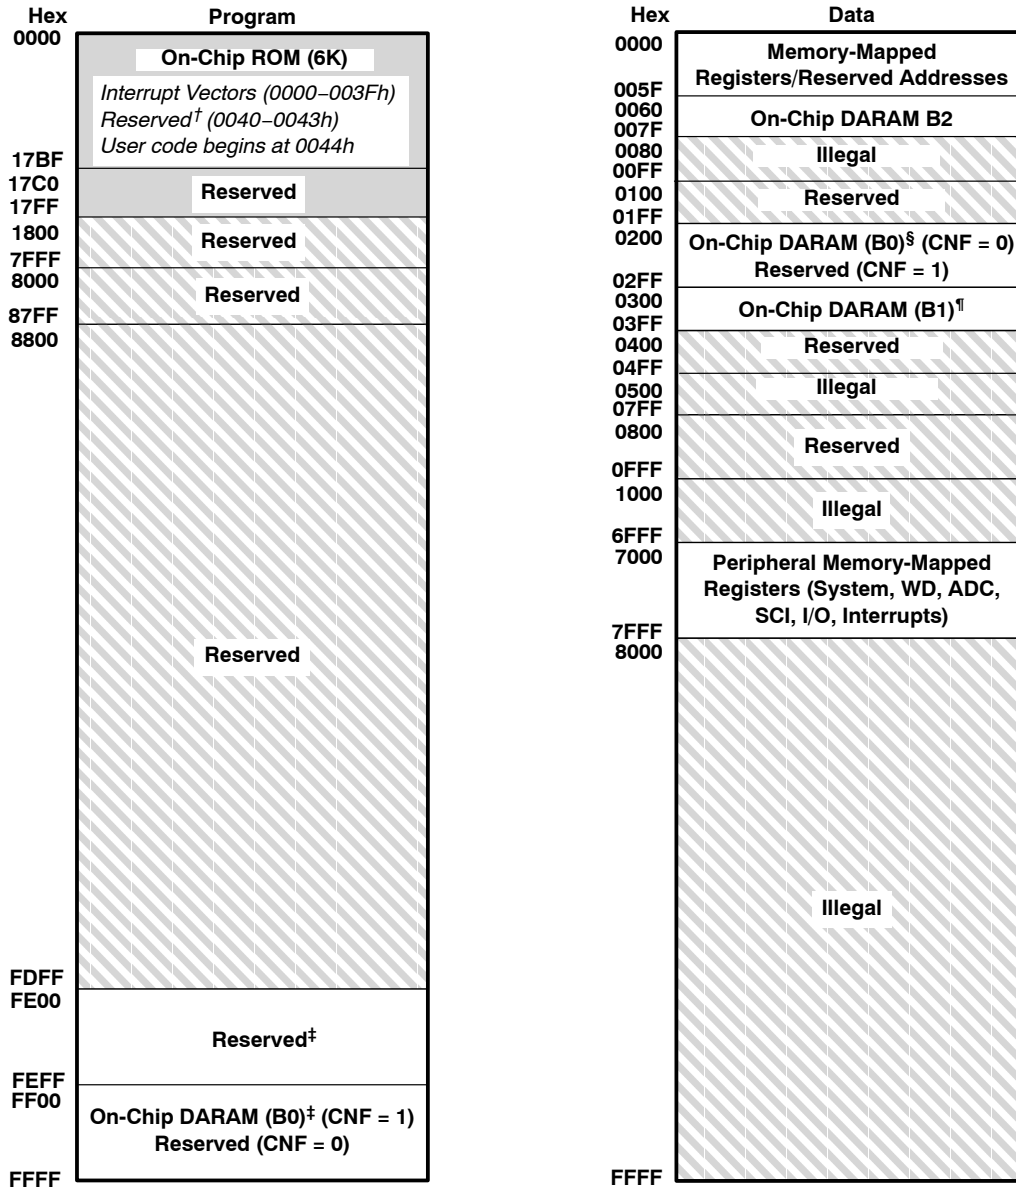 Hex Program
0000
On-Chip ROM (6K)
Interrupt Vectors (0000–003Fh)
Reserved† (0040–0043h)
User code begins at 0044h
17BF
17C0
Reserved
17FF
1800
Reserved
7FFF
8000
Reserved
87FF
8800
Reserved
FDFF
FE00
Reserved‡
FEFF
FF00
On-Chip DARAM (B0)‡ (CNF = 1)
Reserved (CNF = 0)
FFFF
Hex Data
0000
Memory-Mapped
Registers/Reserved Addresses
005F
0060
On-Chip DARAM B2
007F
0080
Illegal
00FF
0100
Reserved
01FF
0200
On-Chip DARAM (B0)§ (CNF = 0)
Reserved (CNF = 1)
02FF
0300
On-Chip DARAM (B1)¶
03FF
0400
Reserved
04FF
0500
Illegal
07FF
0800
Reserved
0FFF
1000
Illegal
6FFF
7000
Peripheral Memory-Mapped
Registers (System, WD, ADC,
SCI, I/O, Interrupts)
7FFF
8000
Illegal
FFFF